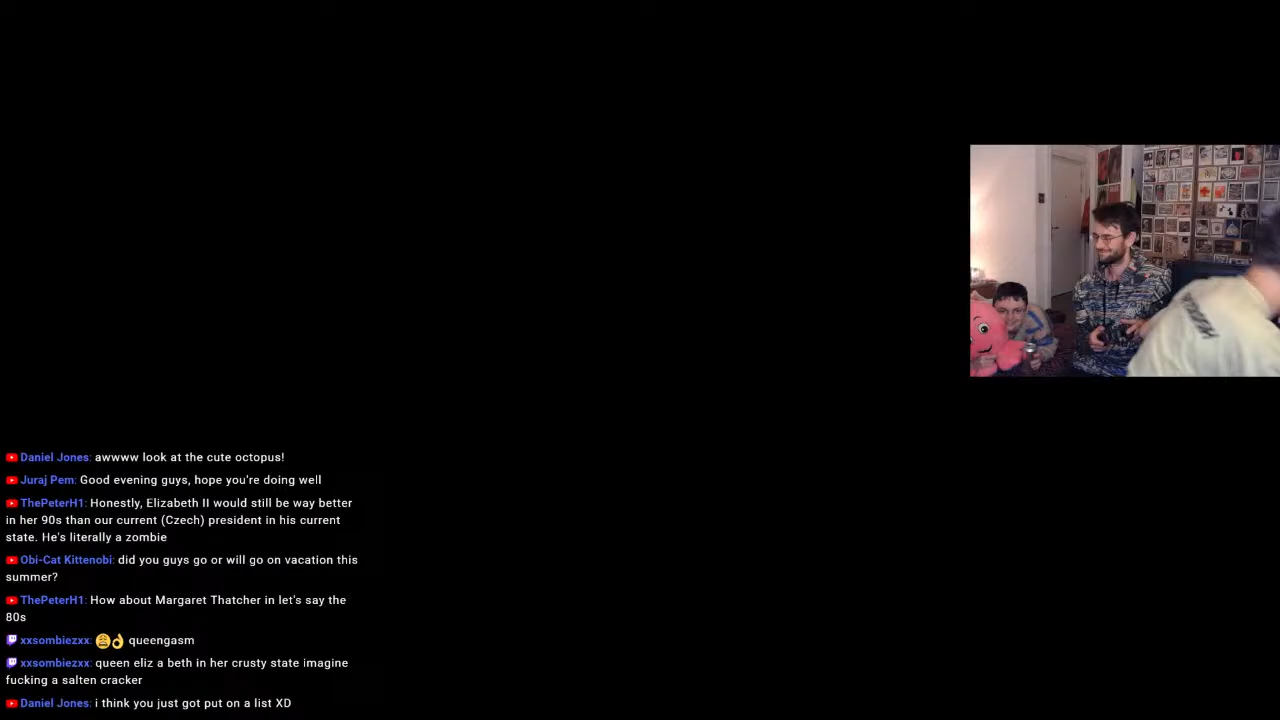 Daniel Jones: awwww look at the cute octopus!
Juraj Pem: Good evening guys, hope you're doing well
ThePeterH1: Honestly, Elizabeth II would still be way better
in her 90s than our current (Czech) president in his current
state. He's literally a zombie
Obi-Cat Kittenobi: did you guys go or will go on vacation this
summer?
ThePeterH1: How about Margaret Thatcher in let's say the
80s
xxsombiezxx: 😩👌 queengasm
xxsombiezxx: queen eliz a beth in her crusty state imagine
fucking a salten cracker
Daniel Jones: i think you just got put on a list XD